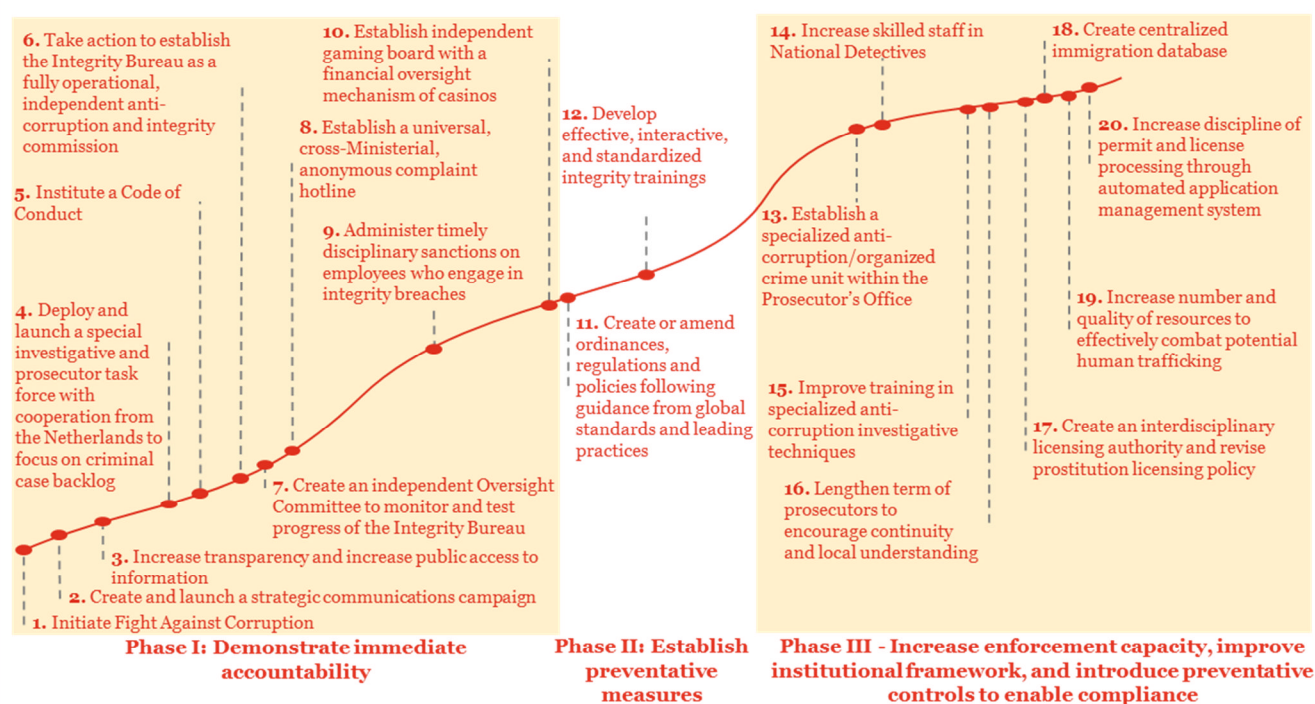 6. Take action to establish
the Integrity Bureau as a
fully operational,
independent anti-
corruption and integrity
commission
5. Institute a Code of
Conduct
4. Deploy and
launch a special
investigative and
prosecutor task
force with
cooperation from
the Netherlands to
focus on criminal
case backlog
10. Establish independent
gaming board with a
financial oversight
mechanism of casinos
8. Establish a universal,
cross-Ministerial,
anonymous complaint
hotline
9. Administer timely
disciplinary sanctions on
employees who engage in
integrity breaches
7. Create an independent Oversight
Committee to monitor and test
progress of the Integrity Bureau
3. Increase transparency and increase public access to
information
2. Create and launch a strategic communications campaign
1. Initiate Fight Against Corruption
Phase I: Demonstrate immediate
accountability
12. Develop
effective, interactive,
and standardized
integrity trainings
11. Create or amend
ordinances,
regulations and
policies following
guidance from global
standards and leading
practices
Phase II: Establish
preventative
measures
14. Increase skilled staff in
National Detectives
18. Create centralized
immigration database
20. Increase discipline of
permit and license
processing through
automated application
management system
13. Establish a
specialized anti-
corruption/organized
crime unit within the
Prosecutor's Office
19. Increase number and
quality of resources to
effectively combat potential
human trafficking
15. Improve training in
specialized anti-
corruption investigative
techniques
17. Create an interdisciplinary
licensing authority and revise
prostitution licensing policy
16. Lengthen term of
prosecutors to
encourage continuity
and local understanding
Phase III - Increase enforcement capacity, improve
institutional framework, and introduce preventative
controls to enable compliance